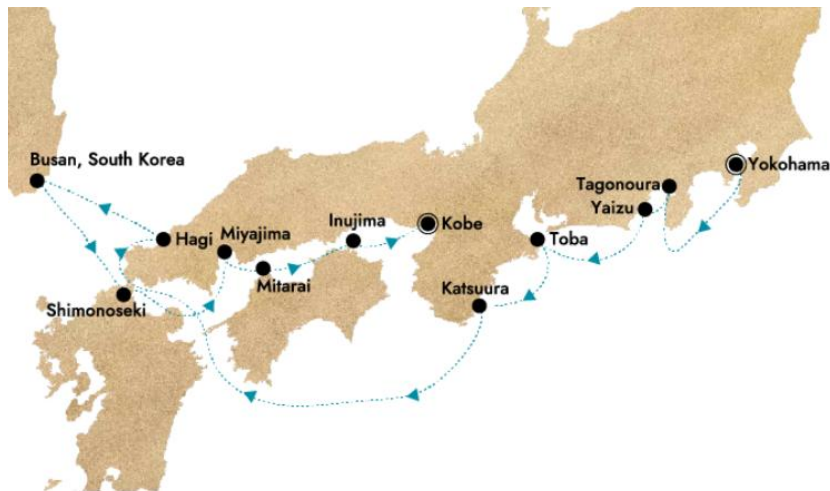 Busan, South Korea
Yokohama
Tagonoura
Yaizu
Inujima
Kobe
Hagi
Miyajima
Toba
Mitarai
Katsuura
Shimonoseki